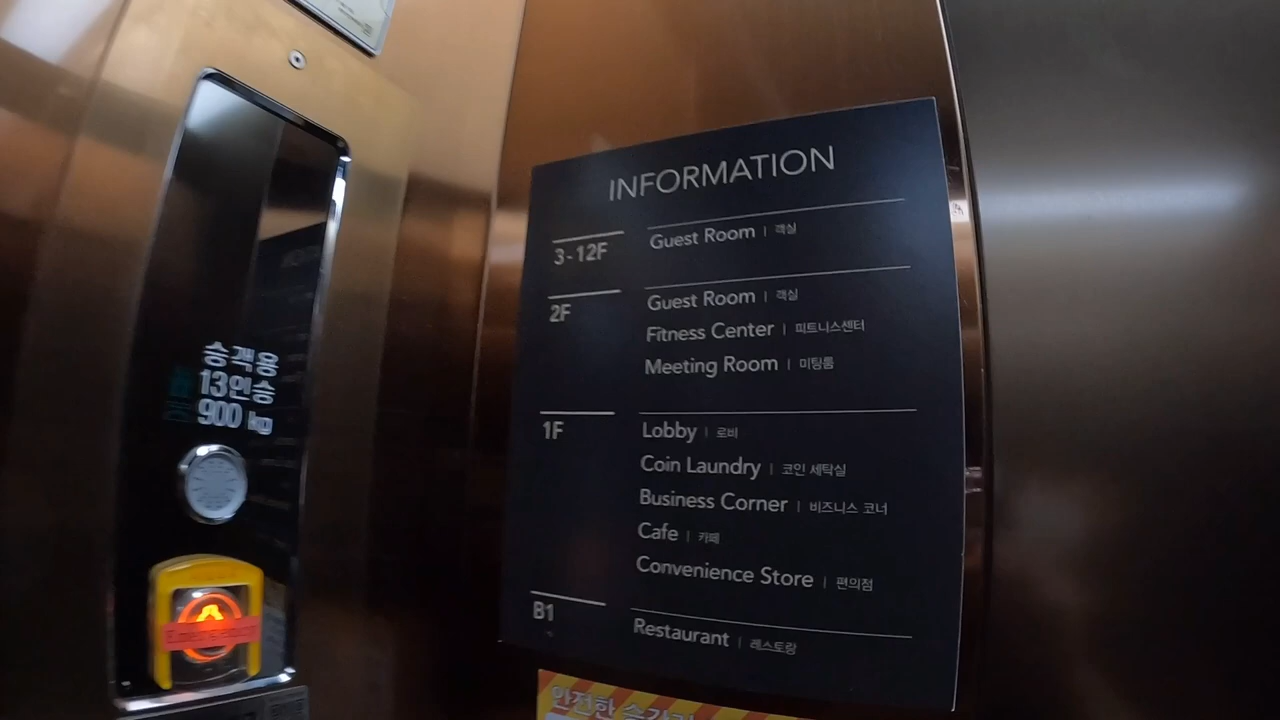 승객용
13인승
900 kg
INFORMATION
3-12F
Guest Room | 객실
2F
Guest Room | 객실
Fitness Center | 피트니스센터
Meeting Room | 미팅룸
1F
Lobby | 로비
Coin Laundry | 코인 세탁실
Business Corner | 비즈니스 코너
Cafe | 카페
Convenience Store | 편의점
B1
Restaurant | 레스토랑
안전한